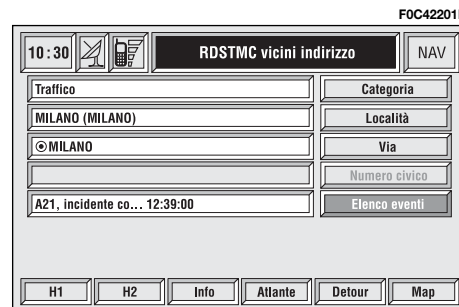 F0C42201
10:30 RDSTMC vicini indirizzo NAV
Traffico Categoria
MILANO (MILANO) Località
MILANO Via
Numero civico
A21, incidente co... 12:39:00 Elenco eventi
H1 H2 Info Atlante Detour Map